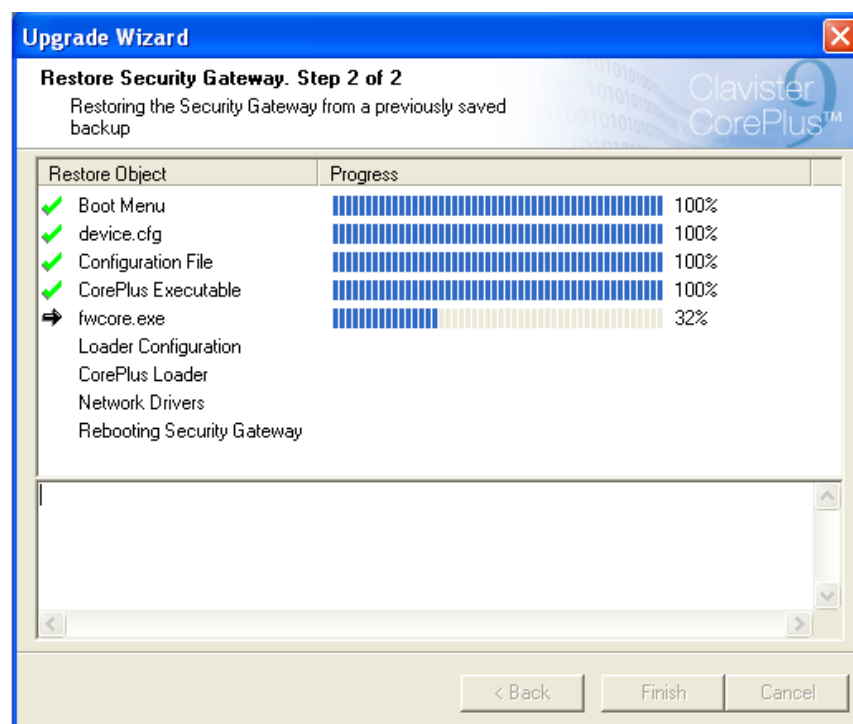 Upgrade Wizard
Restore Security Gateway. Step 2 of 2
Restoring the Security Gateway from a previously saved
backup
Clavister
CorePlus™
9
Restore Object Progress
Boot Menu 100%
device.cfg 100%
Configuration File 100%
CorePlus Executable 100%
fwcore.exe 32%
Loader Configuration
CorePlus Loader
Network Drivers
Rebooting Security Gateway
< Back Finish Cancel